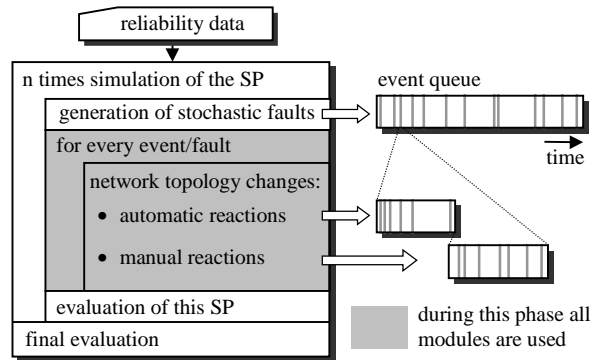 reliability data
n times simulation of the SP
event queue
generation of stochastic faults
for every event/fault
time
network topology changes:
• automatic reactions
• manual reactions
evaluation of this SP
during this phase all
modules are used
final evaluation